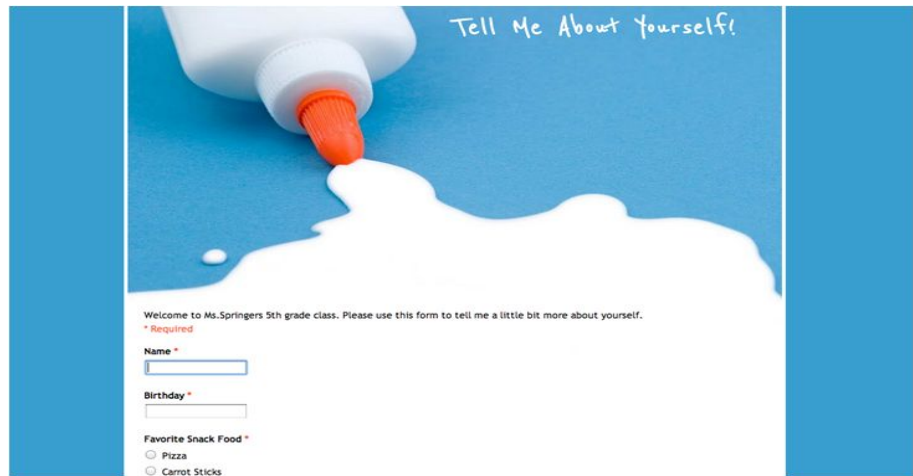 Tell Me About Yourself!
Welcome to Ms.Springers 5th grade class. Please use this form to tell me a little bit more about yourself.
* Required
Name *
Birthday *
Favorite Snack Food *
Pizza
Carrot Sticks